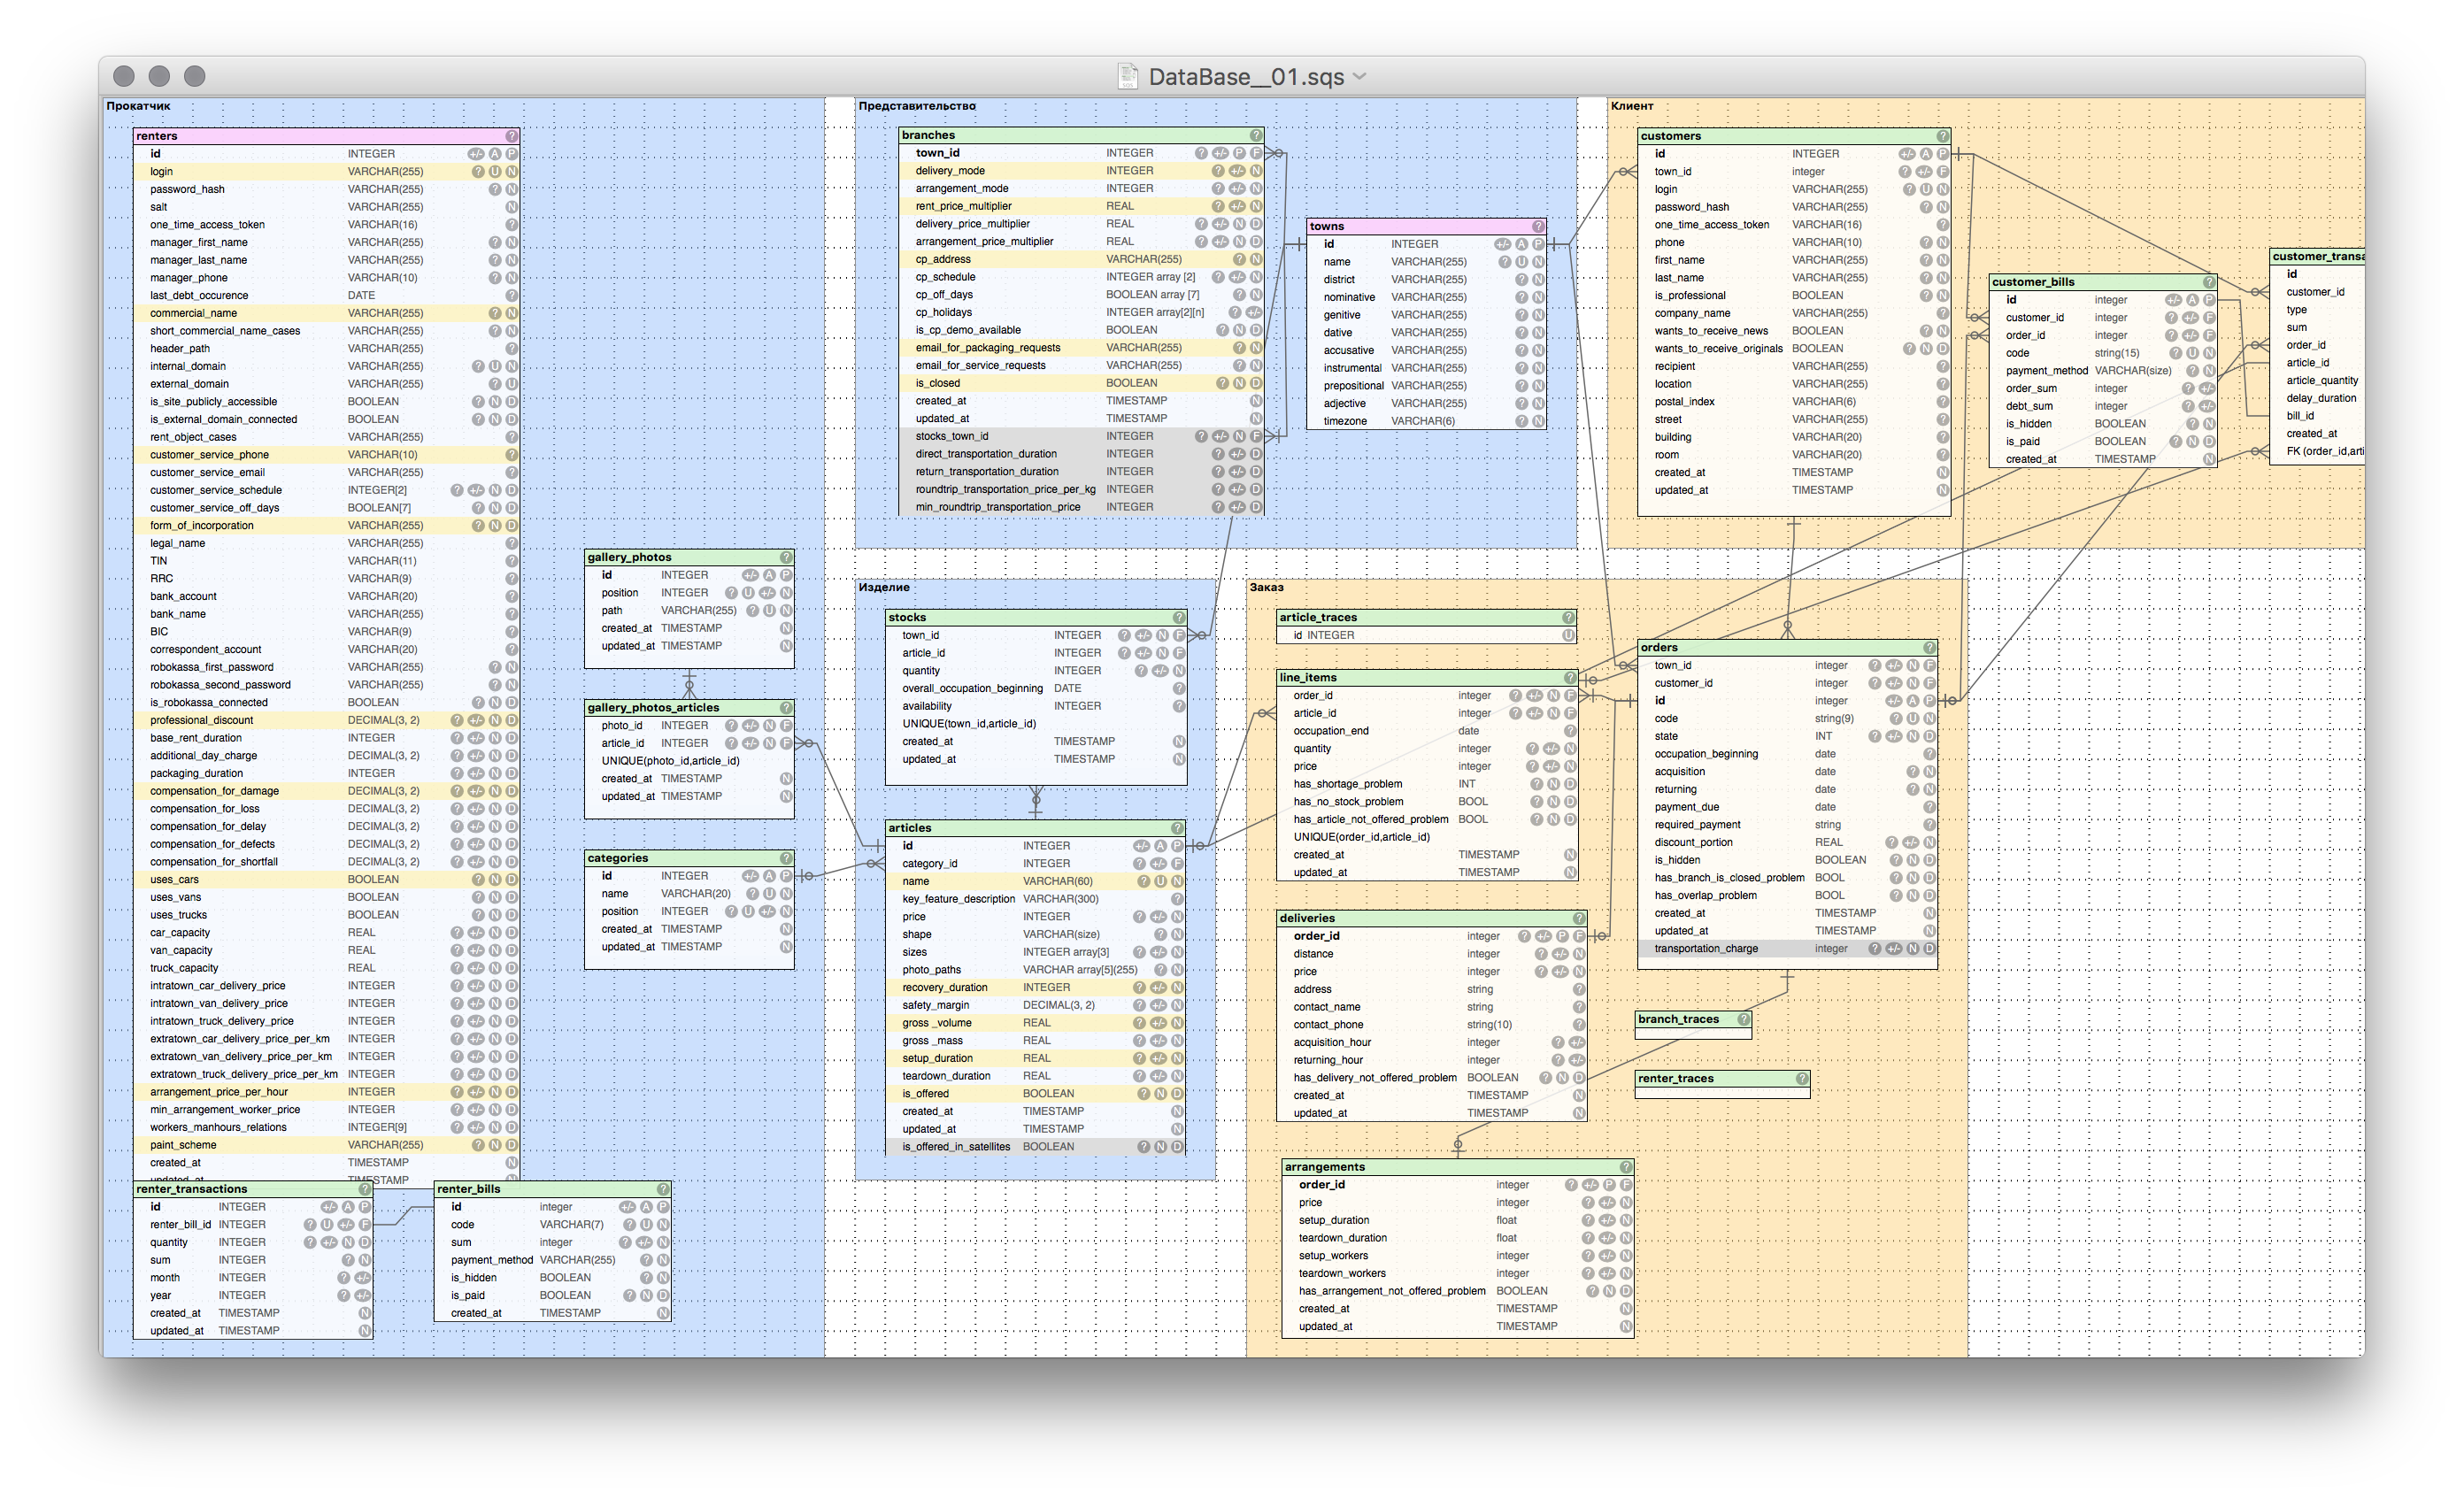 DataBase__01.sqs
Прокатчик
renters
id INTEGER
login VARCHAR(255)
password_hash VARCHAR(255)
salt VARCHAR(255)
one_time_access_token VARCHAR(16)
manager_first_name VARCHAR(255)
manager_last_name VARCHAR(255)
manager_phone VARCHAR(10)
last_debt_occurence DATE
commercial_name VARCHAR(255)
short_commercial_name_cases VARCHAR(255)
header_path VARCHAR(255)
internal_domain VARCHAR(255)
external_domain VARCHAR(255)
is_site_publicly_accessible BOOLEAN
is_external_domain_connected BOOLEAN
rent_object_cases VARCHAR(255)
customer_service_phone VARCHAR(10)
customer_service_email VARCHAR(255)
customer_service_schedule INTEGER[2]
customer_service_off_days BOOLEAN[7]
form_of_incorporation VARCHAR(255)
legal_name VARCHAR(255)
TIN VARCHAR(11)
RRC VARCHAR(9)
bank_account VARCHAR(20)
bank_name VARCHAR(255)
BIC VARCHAR(9)
correspondent_account VARCHAR(20)
robokassa_first_password VARCHAR(255)
robokassa_second_password VARCHAR(255)
is_robokassa_connected BOOLEAN
professional_discount DECIMAL(3, 2)
base_rent_duration INTEGER
additional_day_charge DECIMAL(3, 2)
packaging_duration INTEGER
compensation_for_damage DECIMAL(3, 2)
compensation_for_loss DECIMAL(3, 2)
compensation_for_delay DECIMAL(3, 2)
compensation_for_defects DECIMAL(3, 2)
compensation_for_shortfall DECIMAL(3, 2)
uses_cars BOOLEAN
uses_vans BOOLEAN
uses_trucks BOOLEAN
car_capacity REAL
van_capacity REAL
truck_capacity REAL
intratown_car_delivery_price INTEGER
intratown_van_delivery_price INTEGER
intratown_truck_delivery_price INTEGER
extratown_car_delivery_price_per_km INTEGER
extratown_van_delivery_price_per_km INTEGER
extratown_truck_delivery_price_per_km INTEGER
arrangement_price_per_hour INTEGER
min_arrangement_worker_price INTEGER
workers_manhours_relations INTEGER[9]
paint_scheme VARCHAR(255)
created_at TIMESTAMP
updated_at TIMESTAMP
renter_transactions
id INTEGER
renter_bill_id INTEGER
quantity INTEGER
sum INTEGER
month INTEGER
year INTEGER
created_at TIMESTAMP
updated_at TIMESTAMP
renter_bills
id integer
code VARCHAR(7)
sum integer
payment_method VARCHAR(255)
is_hidden BOOLEAN
is_paid BOOLEAN
created_at TIMESTAMP
gallery_photos
id INTEGER
position INTEGER
path VARCHAR(255)
created_at TIMESTAMP
updated_at TIMESTAMP
gallery_photos_articles
photo_id INTEGER
article_id INTEGER
UNIQUE(photo_id,article_id)
created_at TIMESTAMP
updated_at TIMESTAMP
categories
id INTEGER
name VARCHAR(20)
position INTEGER
created_at TIMESTAMP
updated_at TIMESTAMP
Представительство
branches
town_id INTEGER
delivery_mode INTEGER
arrangement_mode INTEGER
rent_price_multiplier REAL
delivery_price_multiplier REAL
arrangement_price_multiplier REAL
cp_address VARCHAR(255)
cp_schedule INTEGER array [2]
cp_off_days BOOLEAN array [7]
cp_holidays INTEGER array[2][n]
is_cp_demo_available BOOLEAN
email_for_packaging_requests VARCHAR(255)
email_for_service_requests VARCHAR(255)
is_closed BOOLEAN
created_at TIMESTAMP
updated_at TIMESTAMP
stocks_town_id INTEGER
direct_transportation_duration INTEGER
return_transportation_duration INTEGER
roundtrip_transportation_price_per_kg INTEGER
min_roundtrip_transportation_price INTEGER
towns
id INTEGER
name VARCHAR(255)
district VARCHAR(255)
nominative VARCHAR(255)
genitive VARCHAR(255)
dative VARCHAR(255)
accusative VARCHAR(255)
instrumental VARCHAR(255)
prepositional VARCHAR(255)
adjective VARCHAR(255)
timezone VARCHAR(6)
Изделие
stocks
town_id INTEGER
article_id INTEGER
quantity INTEGER
overall_occupation_beginning DATE
availability INTEGER
UNIQUE(town_id,article_id)
created_at TIMESTAMP
updated_at TIMESTAMP
articles
id INTEGER
category_id INTEGER
name VARCHAR(60)
key_feature_description VARCHAR(300)
price INTEGER
shape VARCHAR(size)
sizes INTEGER array[3]
photo_paths VARCHAR array[5](255)
recovery_duration INTEGER
safety_margin DECIMAL(3, 2)
gross _volume REAL
gross _mass REAL
setup_duration REAL
teardown_duration REAL
is_offered BOOLEAN
created_at TIMESTAMP
updated_at TIMESTAMP
is_offered_in_satellites BOOLEAN
Клиент
customers
id INTEGER
town_id integer
login VARCHAR(255)
password_hash VARCHAR(255)
one_time_access_token VARCHAR(16)
phone VARCHAR(10)
first_name VARCHAR(255)
last_name VARCHAR(255)
is_professional BOOLEAN
company_name VARCHAR(255)
wants_to_receive_news BOOLEAN
wants_to_receive_originals BOOLEAN
recipient VARCHAR(255)
location VARCHAR(255)
postal_index VARCHAR(6)
street VARCHAR(255)
building VARCHAR(20)
room VARCHAR(20)
created_at TIMESTAMP
updated_at TIMESTAMP
customer_bills
id integer
customer_id integer
order_id integer
code string(15)
payment_method VARCHAR(size)
order_sum integer
debt_sum integer
is_hidden BOOLEAN
is_paid BOOLEAN
created_at TIMESTAMP
customer_transa
id
customer_id
type
sum
order_id
article_id
article_quantity
delay_duration
bill_id
created_at
FK (order_id,arti
Заказ
article_traces
id INTEGER
line_items
order_id integer
article_id integer
occupation_end date
quantity integer
price integer
has_shortage_problem INT
has_no_stock_problem BOOL
has_article_not_offered_problem BOOL
UNIQUE(order_id,article_id)
created_at TIMESTAMP
updated_at TIMESTAMP
deliveries
order_id integer
distance integer
price integer
address string
contact_name string
contact_phone string(10)
acquisition_hour integer
returning_hour integer
has_delivery_not_offered_problem BOOLEAN
created_at TIMESTAMP
updated_at TIMESTAMP
arrangements
order_id integer
price integer
setup_duration float
teardown_duration float
setup_workers integer
teardown_workers integer
has_arrangement_not_offered_problem BOOLEAN
created_at TIMESTAMP
updated_at TIMESTAMP
orders
town_id integer
customer_id integer
id integer
code string(9)
state INT
occupation_beginning date
acquisition date
returning date
payment_due date
required_payment string
discount_portion REAL
is_hidden BOOLEAN
has_branch_is_closed_problem BOOL
has_overlap_problem BOOL
created_at TIMESTAMP
updated_at TIMESTAMP
transportation_charge integer
branch_traces
renter_traces